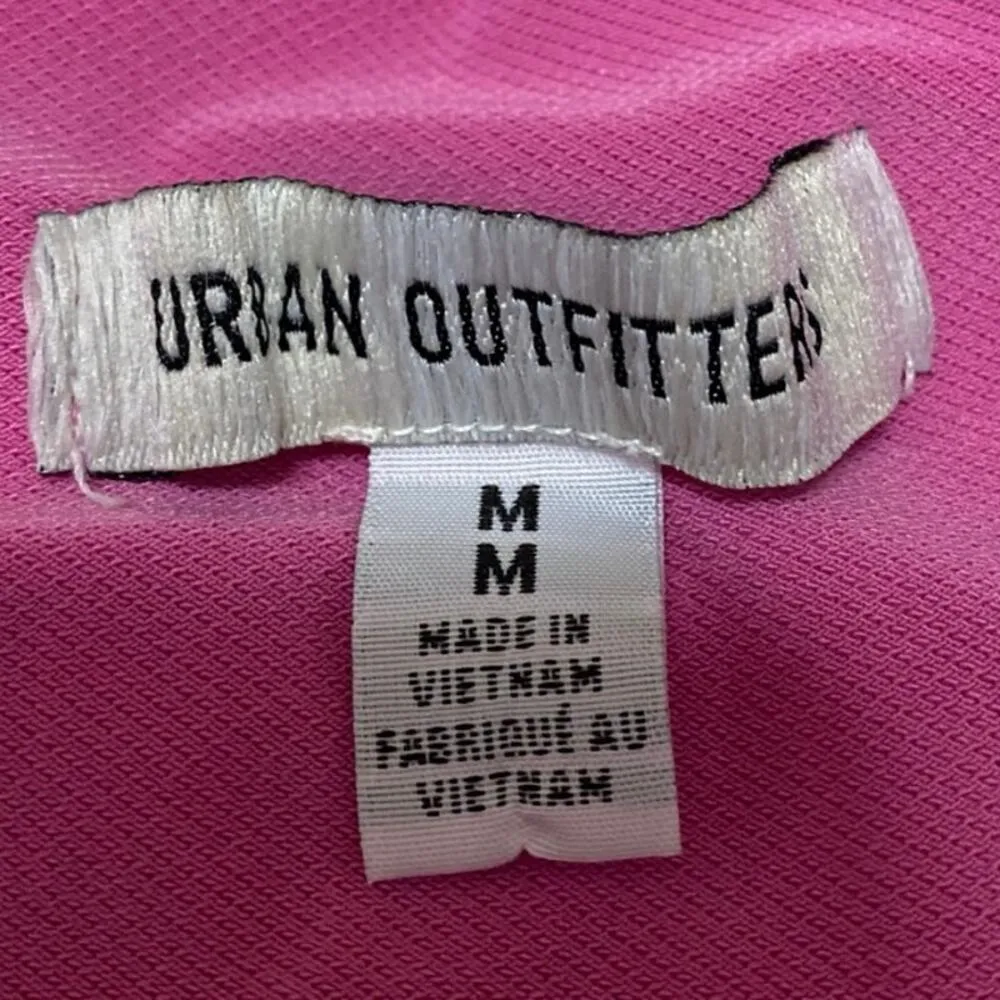 URBAN OUTFITTERS
M
M
MADE IN
VIETNAM
FABRIQUÉ AU
VIETNAM